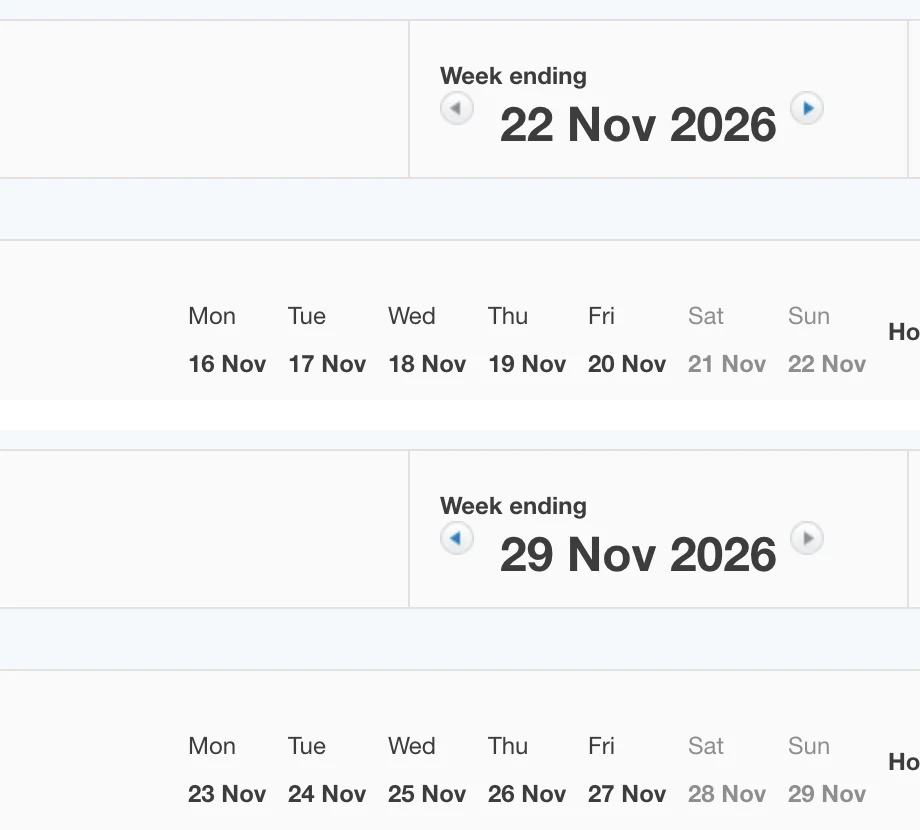 Week ending
22 Nov 2026
Mon Tue Wed Thu Fri Sat Sun
Ho
16 Nov 17 Nov 18 Nov 19 Nov 20 Nov 21 Nov 22 Nov
Week ending
29 Nov 2026
Mon Tue Wed Thu Fri Sat Sun
Ho
23 Nov 24 Nov 25 Nov 26 Nov 27 Nov 28 Nov 29 Nov